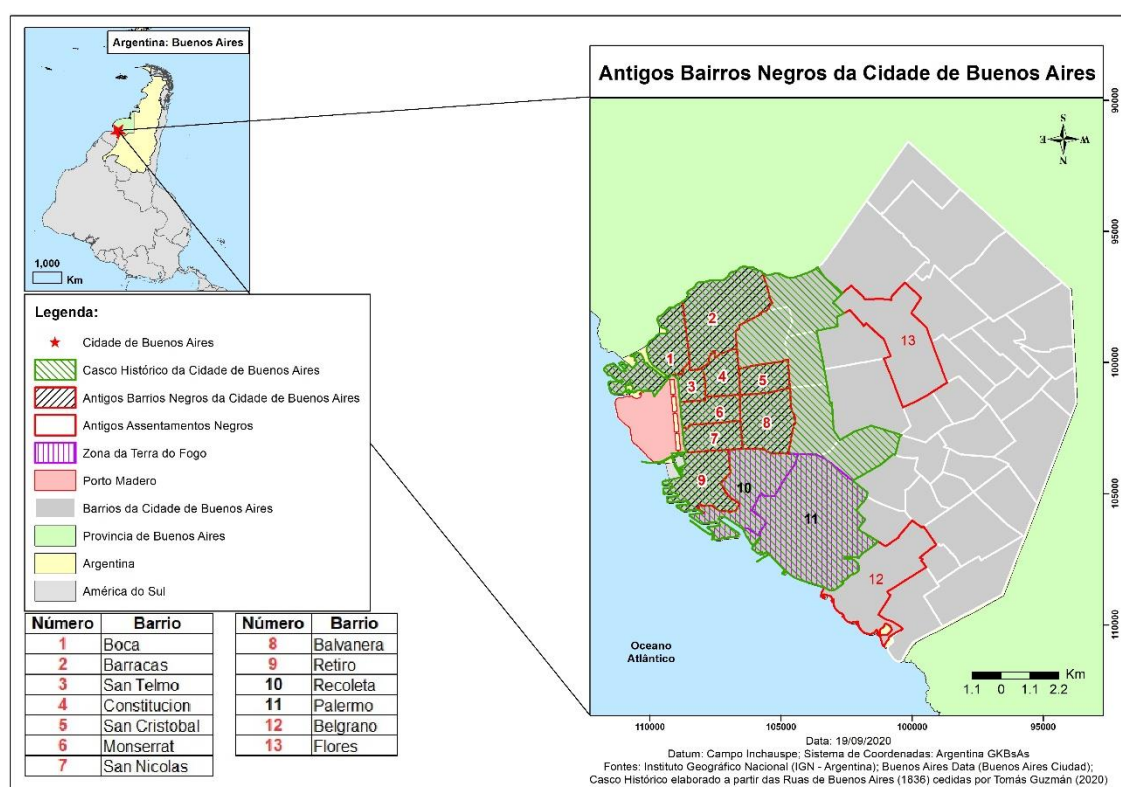 Argentina: Buenos Aires
1,000
Km
Legenda:
Cidade de Buenos Aires
Casco Histórico da Cidade de Buenos Aires
Antigos Barrios Negros da Cidade de Buenos Aires
Antigos Assentamentos Negros
Zona da Terra do Fogo
Porto Madero
Barrios da Cidade de Buenos Aires
Provincia de Buenos Aires
Argentina
América do Sul
Número Barrio
1 Boca
2 Barracas
3 San Telmo
4 Constitucion
5 San Cristobal
6 Monserrat
7 San Nicolas
Número Barrio
8 Balvanera
9 Retiro
10 Recoleta
11 Palermo
12 Belgrano
13 Flores
Antigos Bairros Negros da Cidade de Buenos Aires
S
E W
N
90000
95000
100000
105000
110000
1
2
3
4
5
6
7
8
9
10
11
12
13
Oceano
Atlântico
Km
1.1 0 1.1 2.2
110000 105000 100000 95000
Data: 19/09/2020
Datum: Campo Inchauspe; Sistema de Coordenadas: Argentina GKBsAs
Fontes: Instituto Geográfico Nacional (IGN - Argentina); Buenos Aires Data (Buenos Aires Ciudad);
Casco Histórico elaborado a partir das Ruas de Buenos Aires (1836) cedidas por Tomás Guzmán (2020)